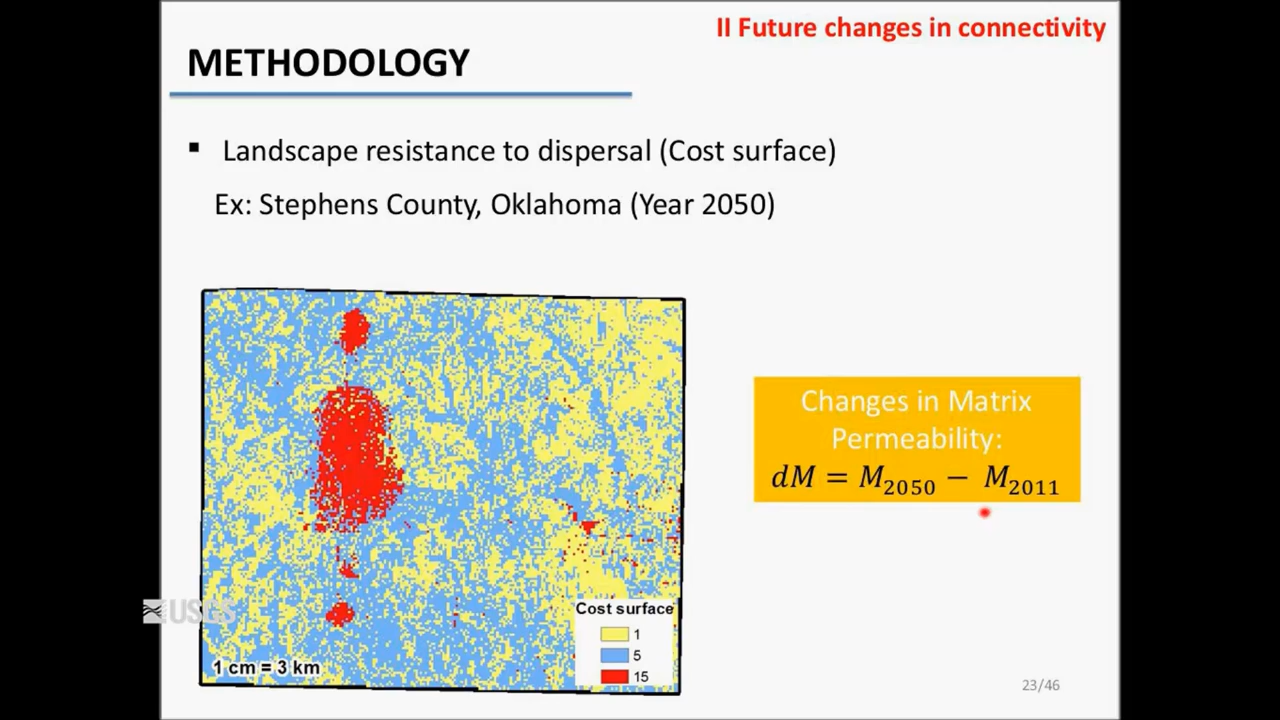 II Future changes in connectivity
METHODOLOGY
▪ Landscape resistance to dispersal (Cost surface)
Ex: Stephens County, Oklahoma (Year 2050)
Changes in Matrix
Permeability:
dM = M₂₀₅₀ − M₂₀₁₁
USGS
Cost surface
1
5
15
1 cm = 3 km
23/46